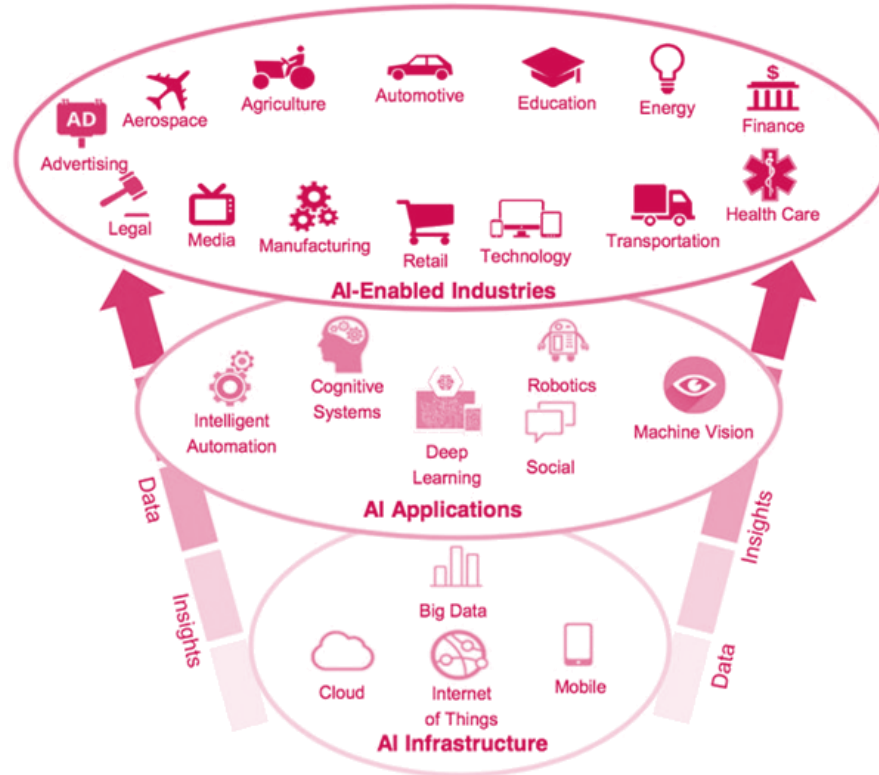 Aerospace
Agriculture
Automotive
Education
Energy
$
Finance
AD
Advertising
Legal
Media
Manufacturing
Retail
Technology
Transportation
Health Care
AI-Enabled Industries
Intelligent
Automation
Cognitive
Systems
Deep
Learning
Robotics
Social
Machine Vision
AI Applications
Data
Insights
Insights
Data
Big Data
Cloud
Internet
of Things
Mobile
AI Infrastructure